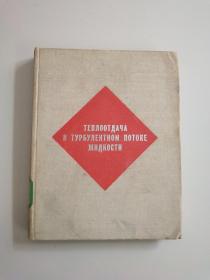 ТЕПЛООТДАЧА
В ТУРБУЛЕНТНОМ ПОТОКЕ
ЖИДКОСТИ